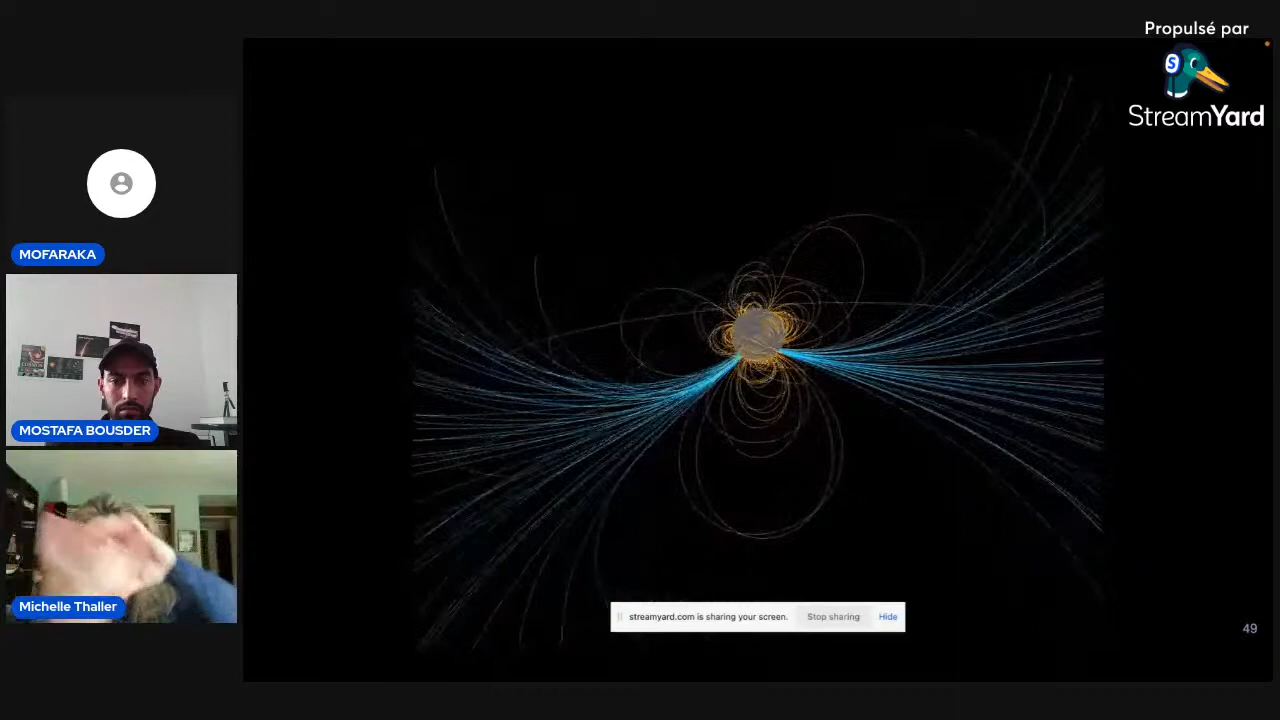 Propulsé par
S
StreamYard
MOFARAKA
MOSTAFA BOUSDER
Michelle Thaller
streamyard.com is sharing your screen.
Stop sharing
Hide
49